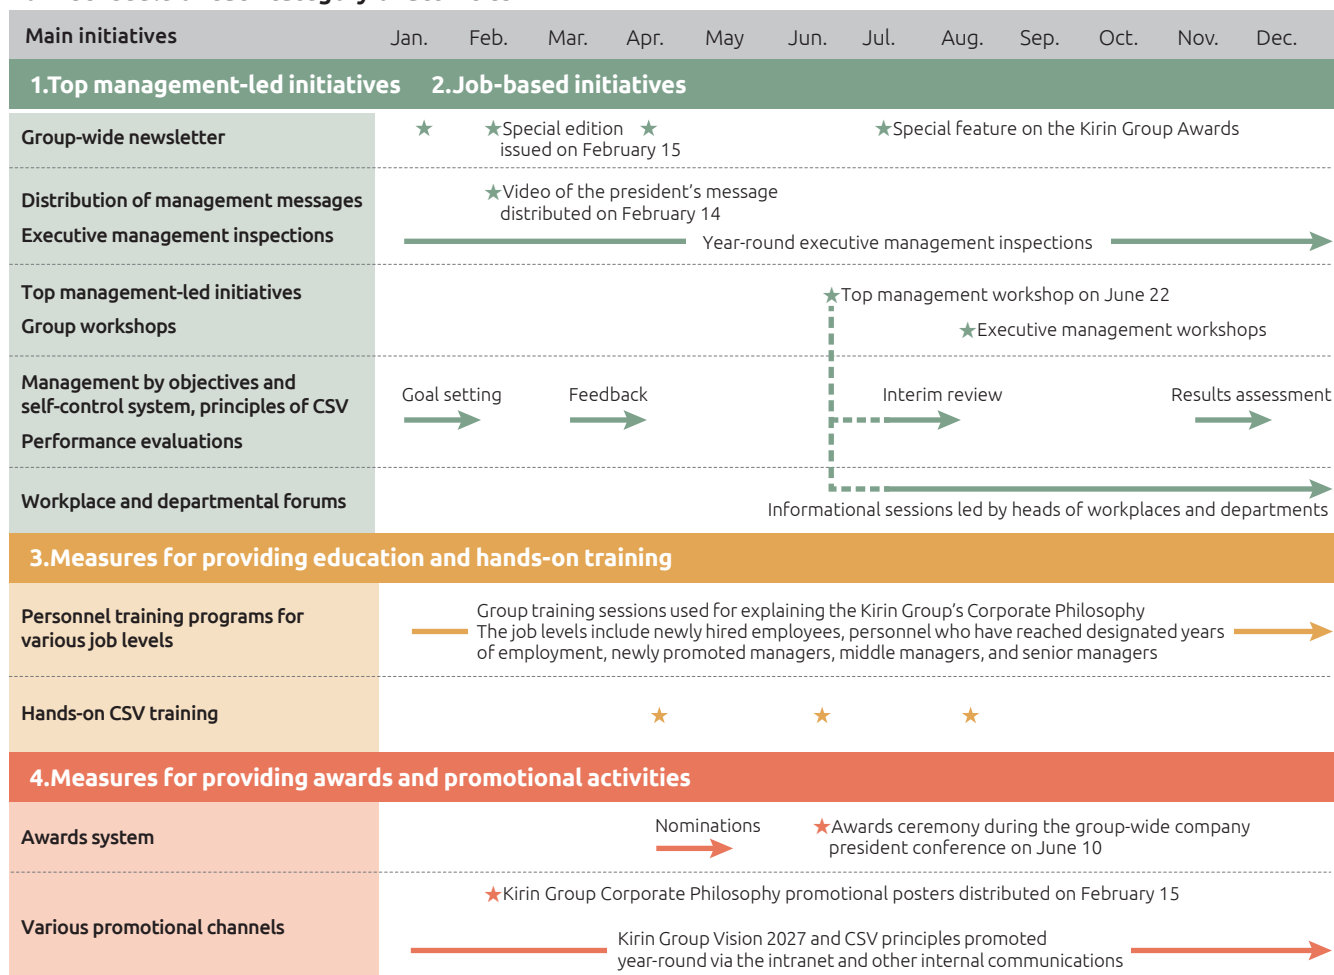 Main initiatives Jan. Feb. Mar. Apr. May Jun. Jul. Aug. Sep. Oct. Nov. Dec.
1.Top management-led initiatives 2.Job-based initiatives
Group-wide newsletter
★ ★Special edition ★
issued on February 15
★Special feature on the Kirin Group Awards
Distribution of management messages
★Video of the president’s message
distributed on February 14
Executive management inspections
Year-round executive management inspections
Top management-led initiatives
★Top management workshop on June 22
Group workshops
★Executive management workshops
Management by objectives and
self-control system, principles of CSV
Performance evaluations
Goal setting
Feedback
Interim review
Results assessment
Workplace and departmental forums
Informational sessions led by heads of workplaces and departments
3.Measures for providing education and hands-on training
Personnel training programs for
various job levels
Group training sessions used for explaining the Kirin Group’s Corporate Philosophy
The job levels include newly hired employees, personnel who have reached designated years
of employment, newly promoted managers, middle managers, and senior managers
Hands-on CSV training
★ ★ ★
4.Measures for providing awards and promotional activities
Awards system
Nominations
★Awards ceremony during the group-wide company
president conference on June 10
Various promotional channels
★Kirin Group Corporate Philosophy promotional posters distributed on February 15
Kirin Group Vision 2027 and CSV principles promoted
year-round via the intranet and other internal communications